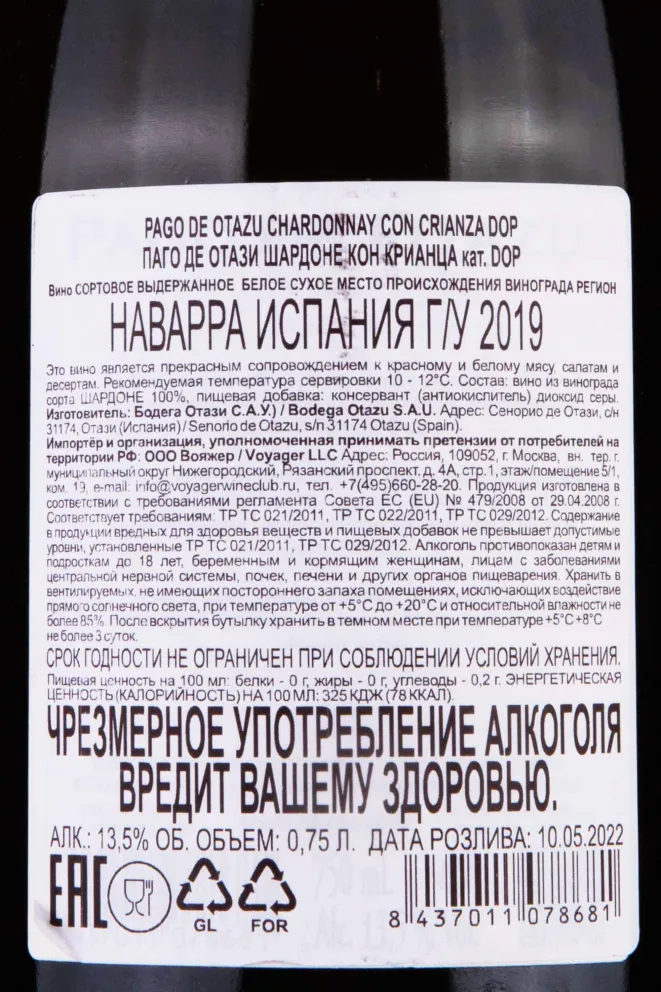 PAGO DE OTAZU CHARDONNAY CON CRIANZA DOP
ПАГО ДЕ ОТАЗИ ШАРДОНЕ КОН КРИАНЦА кат. DOP
Вино СОРТОВОЕ ВЫДЕРЖАННОЕ БЕЛОЕ СУХОЕ МЕСТО ПРОИСХОЖДЕНИЯ ВИНОГРАДА РЕГИОН
НАВАРРА ИСПАНИЯ Г/У 2019
Это вино является прекрасным сопровождением к красному и белому мясу, салатам и
десертам. Рекомендуемая температура сервировки 10 - 12°С. Состав: вино из винограда
сорта ШАРДОНЕ 100%, пищевая добавка: консервант (антиокислитель) диоксид серы.
Изготовитель: Бодега Отази С.А.У.) / Bodega Otazu S.A.U. Адрес: Сенорио де Отази, с/н
31174, Отази (Испания) / Senorio de Otazu, s/n 31174 Otazu (Spain).
Импортёр и организация, уполномоченная принимать претензии от потребителей на
территории РФ: ООО Вояжер / Voyager LLC Адрес: Россия, 109052, г. Москва, вн. тер. г.
муниципальный округ Нижегородский, Рязанский проспект, д. 4А, стр.1, этаж/помещение 5/1,
ком. 19, e-mail: info@voyagerwineclub.ru, тел. +7(495)660-28-20. Продукция изготовлена в
соответствии с требованиями регламента Совета ЕС (EU) № 479/2008 от 29.04.2008 г.
Соответствует требованиям: ТР ТС 021/2011, ТР ТС 022/2011, ТР ТС 029/2012. Содержание
в продукции вредных для здоровья веществ и пищевых добавок не превышает допустимые
уровни, установленные ТР ТС 021/2011, ТР ТС 029/2012. Алкоголь противопоказан детям и
подросткам до 18 лет, беременным и кормящим женщинам, лицам с заболеваниями
центральной нервной системы, почек, печени и других органов пищеварения. Хранить в
вентилируемых, не имеющих постороннего запаха помещениях, исключающих воздействие
прямого солнечного света, при температуре от +5°С до +20°С и относительной влажности не
более 85%. После вскрытия бутылку хранить в темном месте при температуре +5°С +8°С
не более 3 суток.
СРОК ГОДНОСТИ НЕ ОГРАНИЧЕН ПРИ СОБЛЮДЕНИИ УСЛОВИЙ ХРАНЕНИЯ.
Пищевая ценность на 100 мл: белки - 0 г, жиры - 0 г, углеводы - 0,2 г. ЭНЕРГЕТИЧЕСКАЯ
ЦЕННОСТЬ (КАЛОРИЙНОСТЬ) НА 100 МЛ: 325 КДЖ (78 ККАЛ).
ЧРЕЗМЕРНОЕ УПОТРЕБЛЕНИЕ АЛКОГОЛЯ
ВРЕДИТ ВАШЕМУ ЗДОРОВЬЮ.
АЛК.: 13,5% ОБ. ОБЪЕМ: 0,75 Л. ДАТА РОЗЛИВА: 10.05.2022
EAC
GL FOR
8 437011 078681